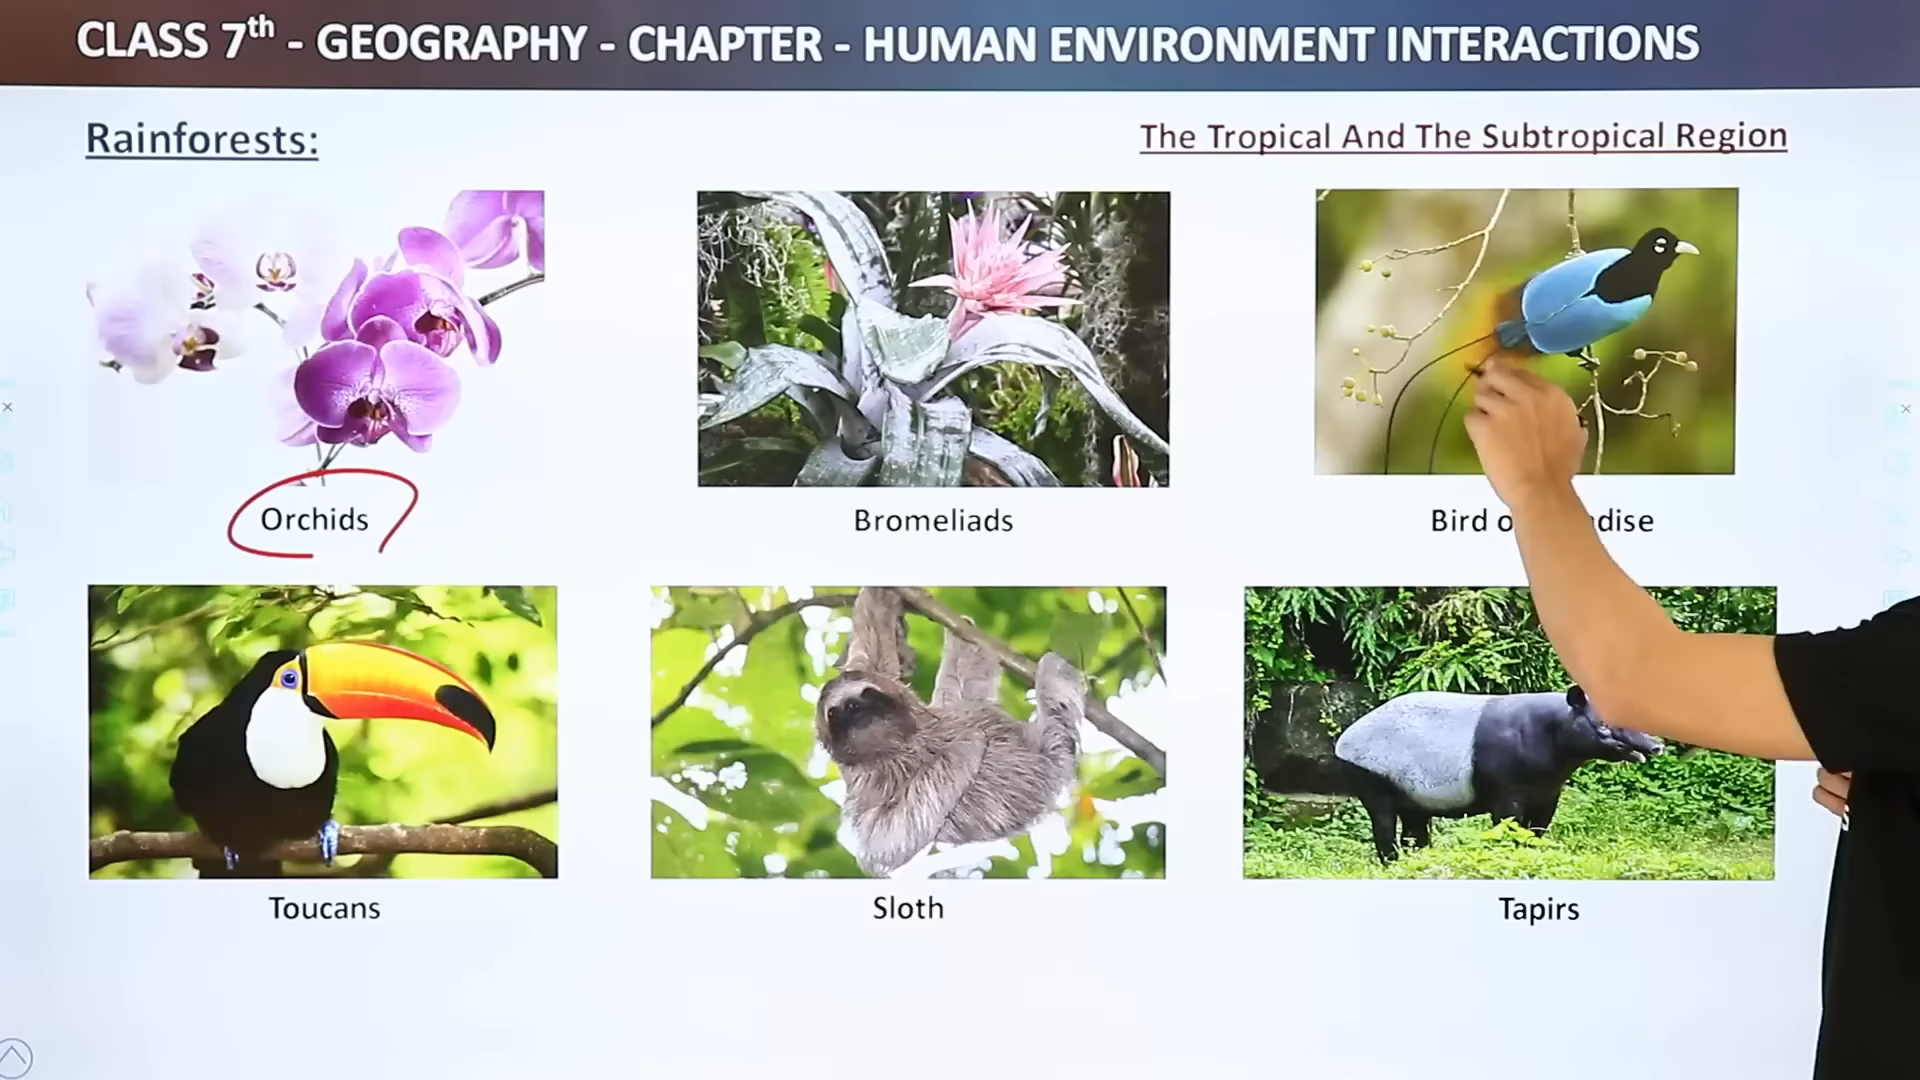 CLASS 7th - GEOGRAPHY - CHAPTER - HUMAN ENVIRONMENT INTERACTIONS
Rainforests:
The Tropical And The Subtropical Region
Orchids
Bromeliads
Bird
Toucans
Sloth
Tapirs